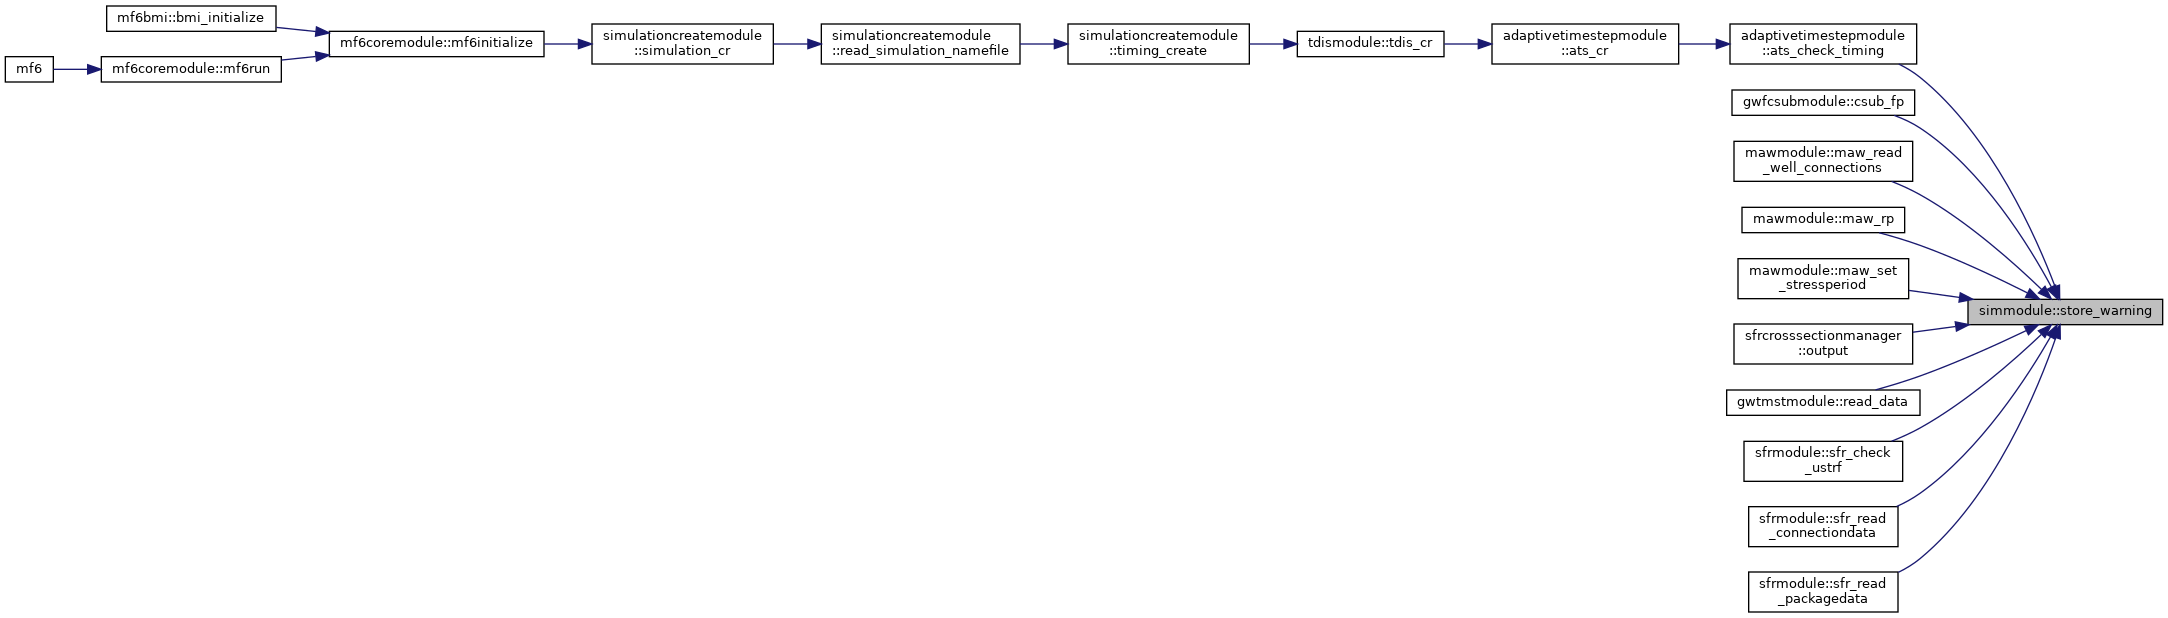 mf6bmi::bmi_initialize
mf6
mf6coremodule::mf6run
mf6coremodule::mf6initialize
simulationcreatemodule
::simulation_cr
simulationcreatemodule
::read_simulation_namefile
simulationcreatemodule
::timing_create
tdismodule::tdis_cr
adaptivetimestepmodule
::ats_cr
adaptivetimestepmodule
::ats_check_timing
gwfcsubmodule::csub_fp
mawmodule::maw_read
_well_connections
mawmodule::maw_rp
mawmodule::maw_set
_stressperiod
sfrcrosssectionmanager
::output
gwtmstmodule::read_data
sfrmodule::sfr_check
_ustrf
sfrmodule::sfr_read
_connectiondata
sfrmodule::sfr_read
_packagedata
simmodule::store_warning